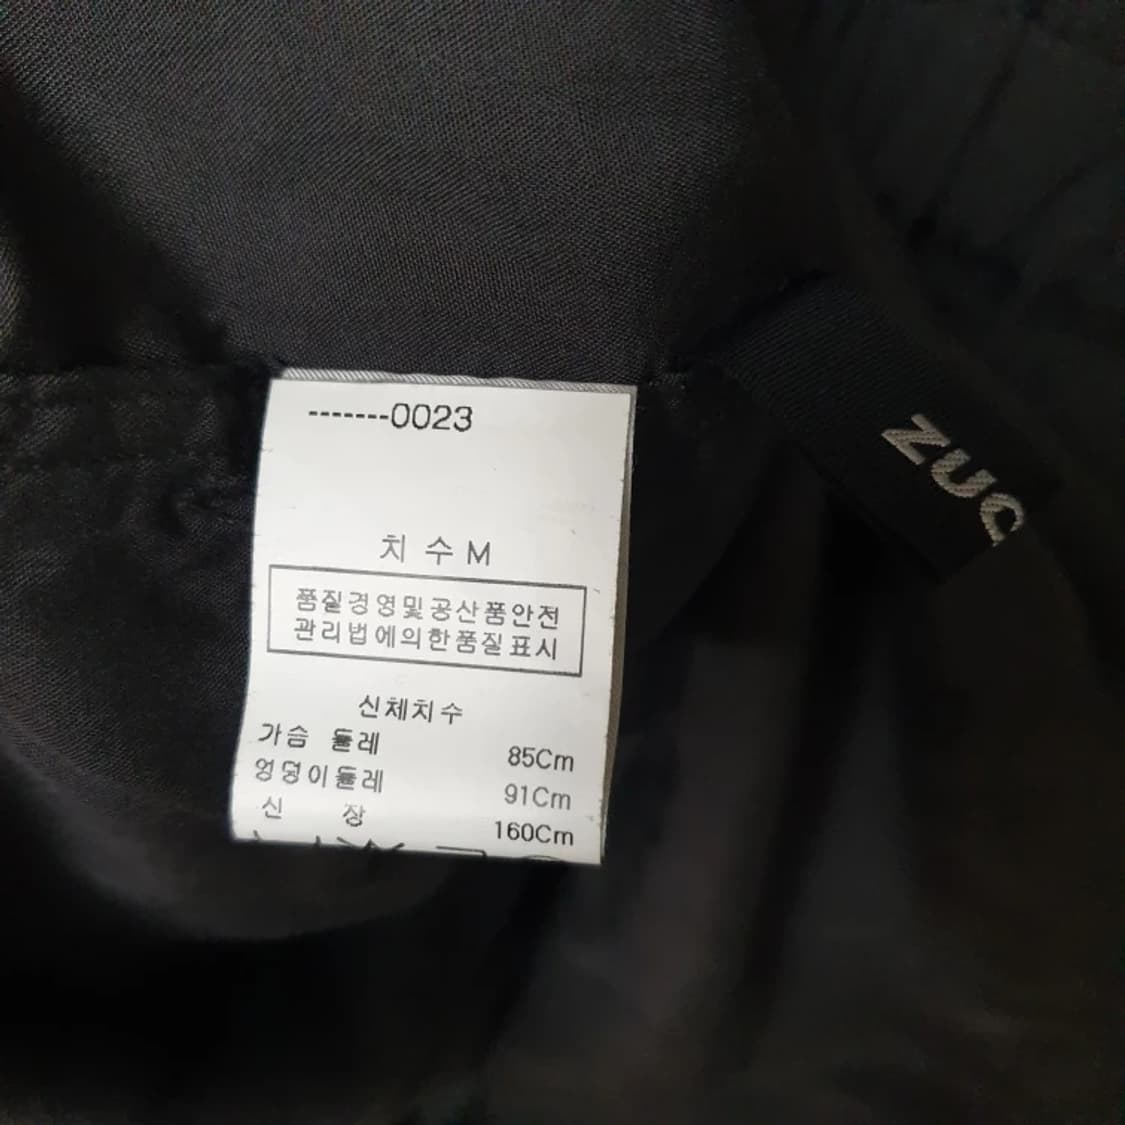 -------0023
치 수 M
품질경영및공산품안전
관리법에의한품질표시
신체치수
가슴 둘레 85Cm
엉덩이둘레 91Cm
신 장 160Cm
ZUC